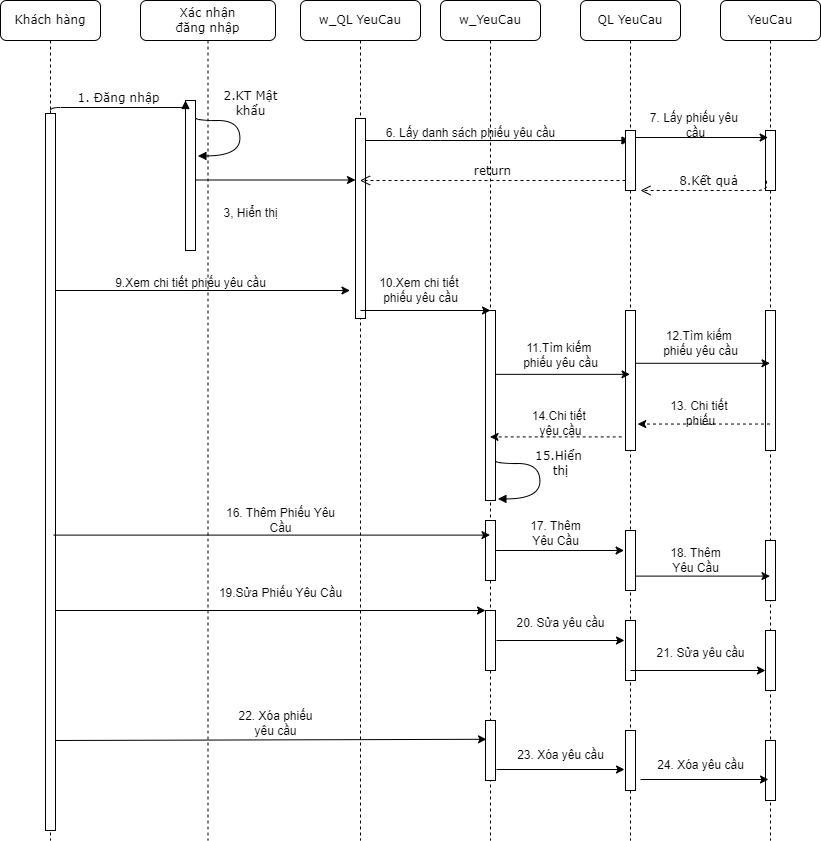 Khách hàng
Xác nhận
đăng nhập
w_QL YeuCau
w_YeuCau
QL YeuCau
YeuCau
1. Đăng nhập
2.KT Mật
khẩu
6. Lấy danh sách phiếu yêu cầu
7. Lấy phiếu yêu
cầu
return
8.Kết quả
3, Hiển thị
9.Xem chi tiết phiếu yêu cầu
10.Xem chi tiết
phiếu yêu cầu
11.Tìm kiếm
phiếu yêu cầu
12.Tìm kiếm
phiếu yêu cầu
13. Chi tiết
phiếu
14.Chi tiết
yêu cầu
15.Hiển
thị
16. Thêm Phiếu Yêu
Cầu
17. Thêm
Yêu Cầu
18. Thêm
Yêu Cầu
19.Sửa Phiếu Yêu Cầu
20. Sửa yêu cầu
21. Sửa yêu cầu
22. Xóa phiếu
yêu cầu
23. Xóa yêu cầu
24. Xóa yêu cầu